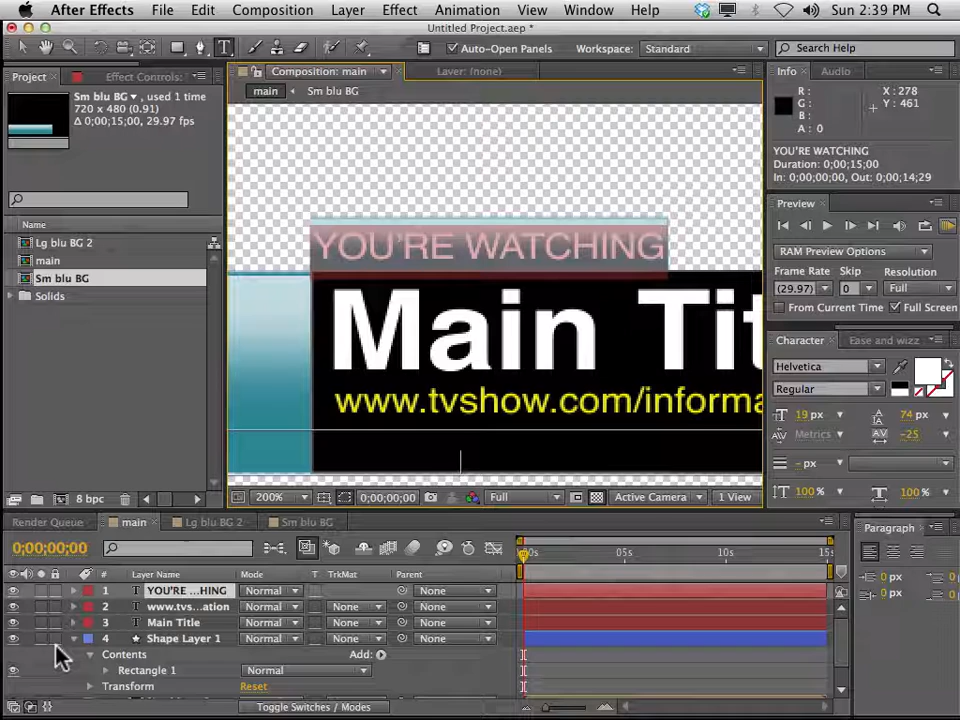 After Effects File Edit Composition Layer Effect Animation View Window Help Sun 2:39 PM
Untitled Project.aep *
T Auto-Open Panels Workspace: Standard Search Help
Project Effect Controls: Composition: main Layer: (none) Info Audio
main Sm blu BG
Sm blu BG, used 1 time
720 x 480 (0.91)
Δ 0;00;15;00, 29.97 fps
R: X: 278
G: Y: 461
B:
A: 0
YOU'RE WATCHING
Duration: 0;00;15;00
In: 0;00;00;00, Out: 0;00;14;29
Name
Lg blu BG 2
main
Sm blu BG
Solids
YOU'RE WATCHING
Main Tit
www.tvshow.com/informa
Preview
RAM Preview Options
Frame Rate Skip Resolution
(29.97) 0 Full
From Current Time Full Screen
Character Ease and wizz
Helvetica
Regular
19 px 74 px
Metrics -25
- px
100 % 100 %
8 bpc
200% 0;00;00;00 Full Active Camera 1 View
Render Queue main Lg blu BG 2 Sm blu BG
0;00;00;00
00s 05s 10s 15s
# Layer Name Mode T TrkMat Parent
1 T YOU'RE ...HING Normal None
2 T www.tvs...ation Normal None None
3 T Main Title Normal None None
4 Shape Layer 1 Normal None None
Contents Add:
Rectangle 1 Normal
Transform Reset
Toggle Switches / Modes
Paragraph
0 px 0
0 px 0
0 px